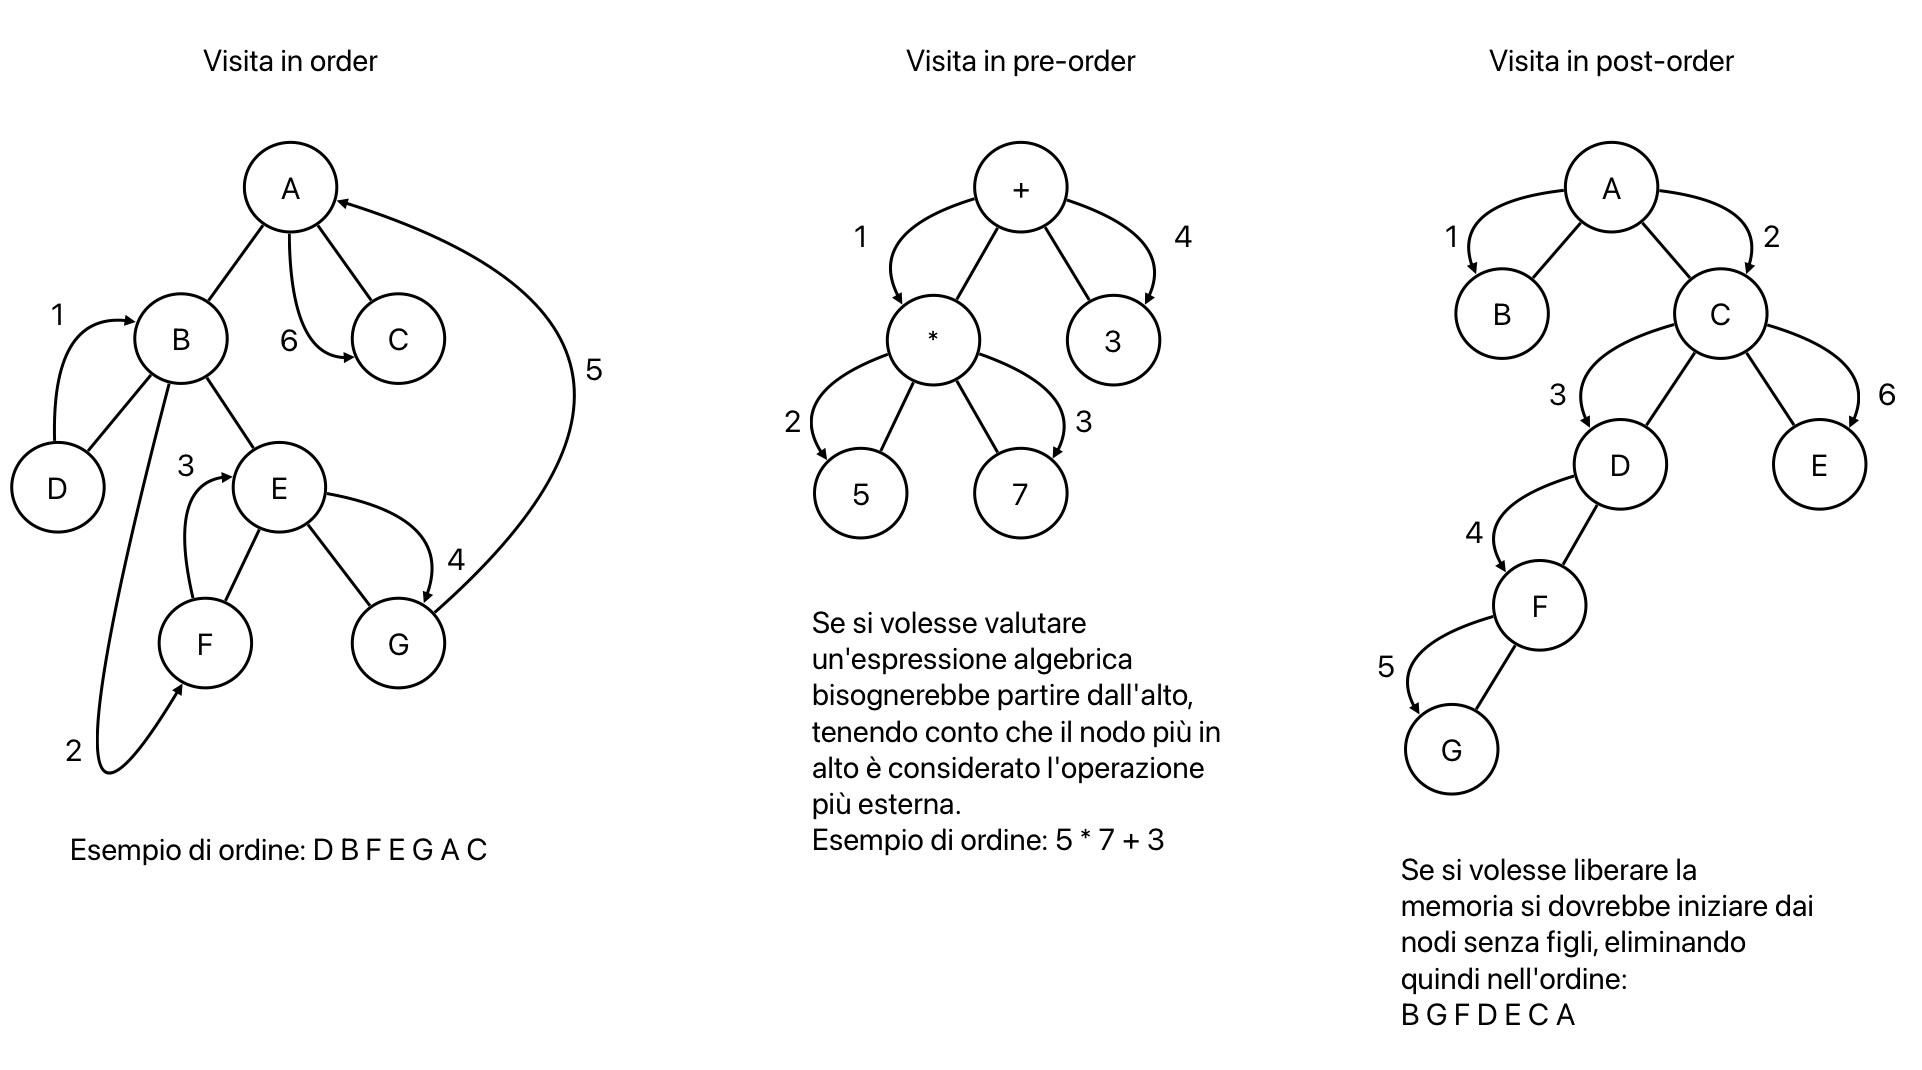 Visita in order
A
B
C
D
E
F
G
1
2
3
4
5
6
Esempio di ordine: D B F E G A C
Visita in pre-order
+
*
3
5
7
1
2
3
4
Se si volesse valutare
un'espressione algebrica
bisognerebbe partire dall'alto,
tenendo conto che il nodo più in
alto è considerato l'operazione
più esterna.
Esempio di ordine: 5 * 7 + 3
Visita in post-order
A
B
C
D
E
F
G
1
2
3
4
5
6
Se si volesse liberare la
memoria si dovrebbe iniziare dai
nodi senza figli, eliminando
quindi nell'ordine:
B G F D E C A